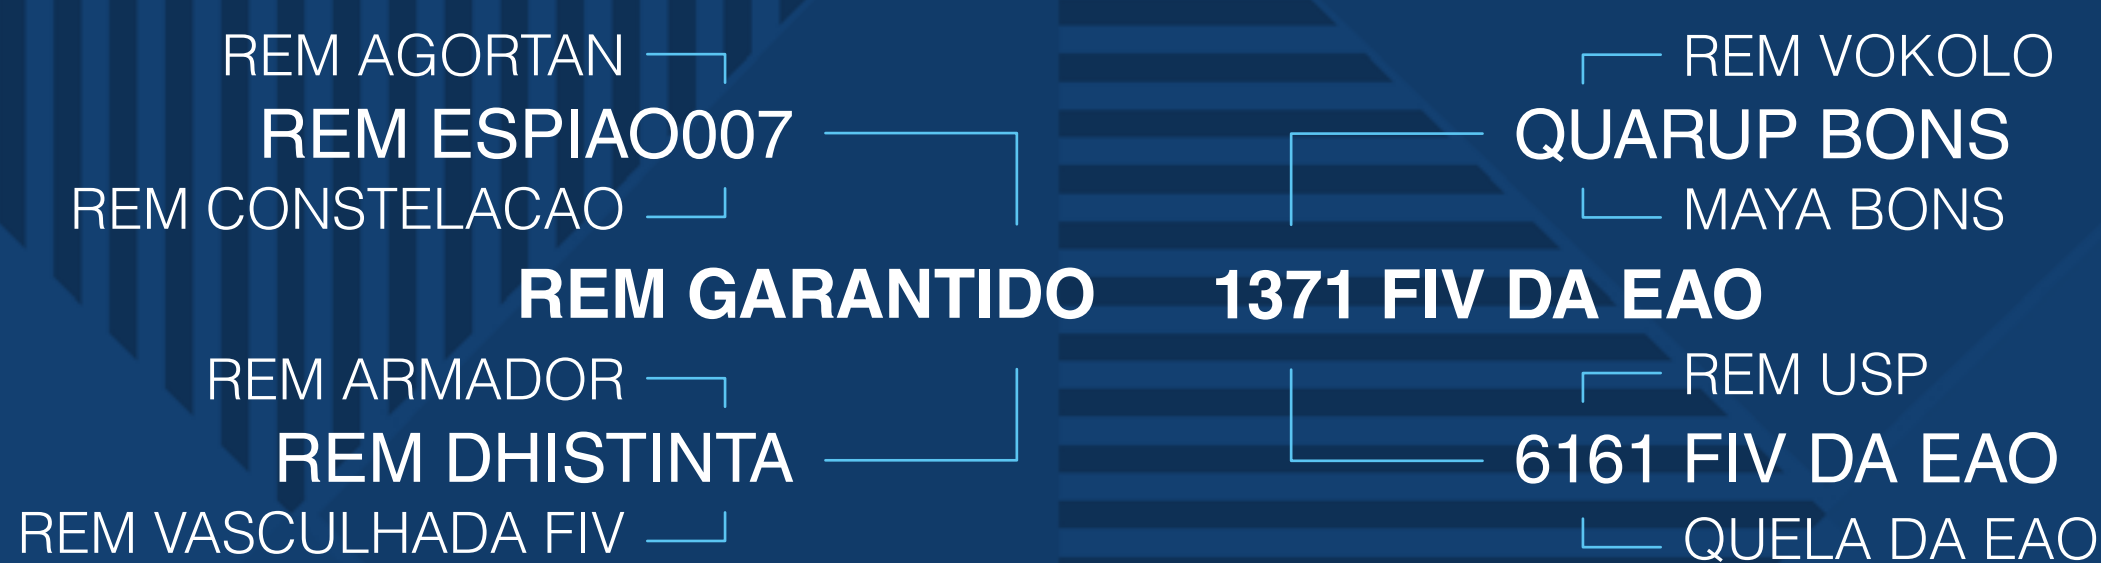 REM AGORTAN
REM ESPIAO007
REM CONSTELACAO
REM GARANTIDO
REM ARMADOR
REM DHISTINTA
REM VASCULHADA FIV
REM VOKOLO
QUARUP BONS
MAYA BONS
1371 FIV DA EAO
REM USP
6161 FIV DA EAO
QUELA DA EAO